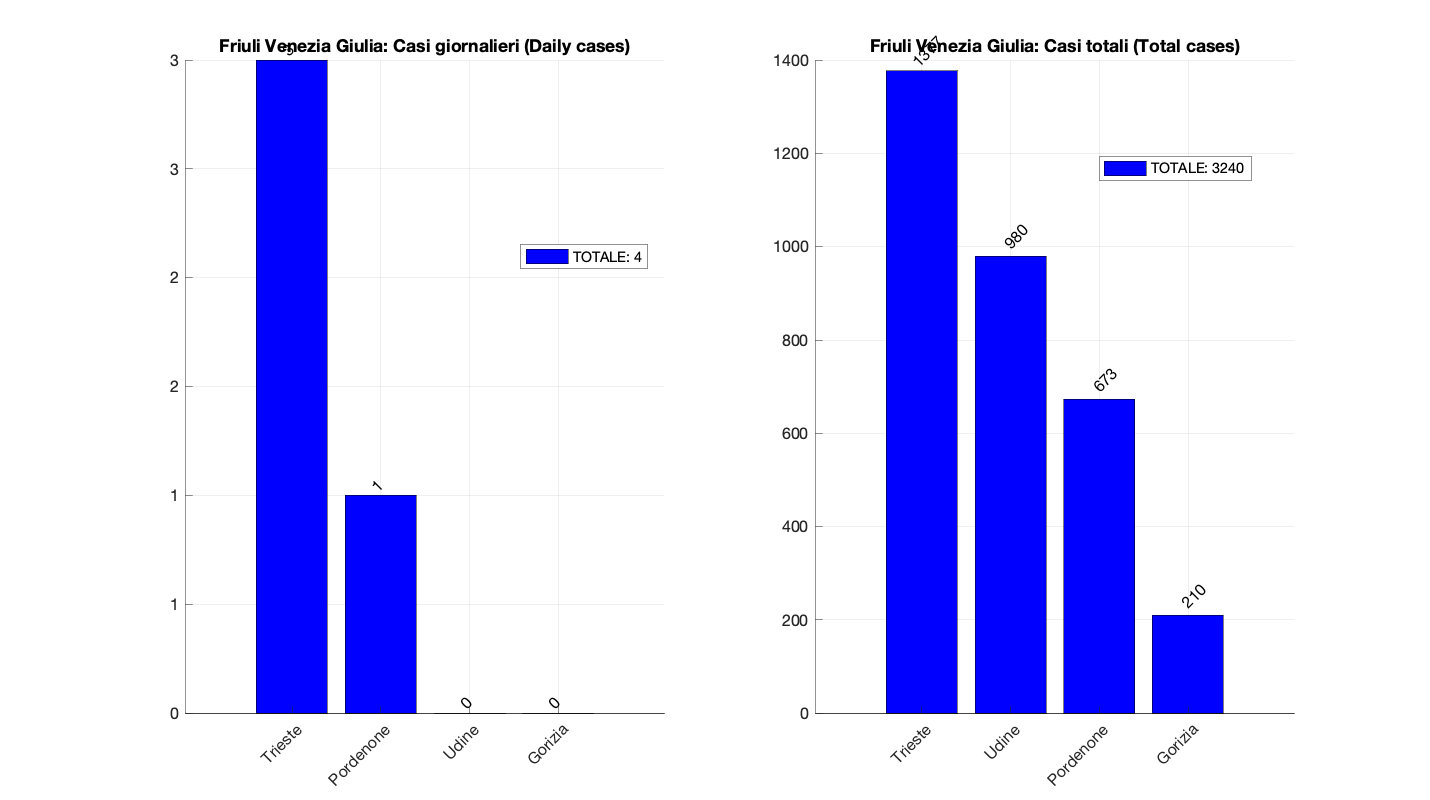 Friuli Venezia Giulia: Casi giornalieri (Daily cases)
3
3
3
2
2
1
1
0
1
0
0
TOTALE: 4
Trieste
Pordenone
Udine
Gorizia
Friuli Venezia Giulia: Casi totali (Total cases)
1377
1400
1200
1000
800
600
400
200
0
980
673
210
TOTALE: 3240
Trieste
Udine
Pordenone
Gorizia